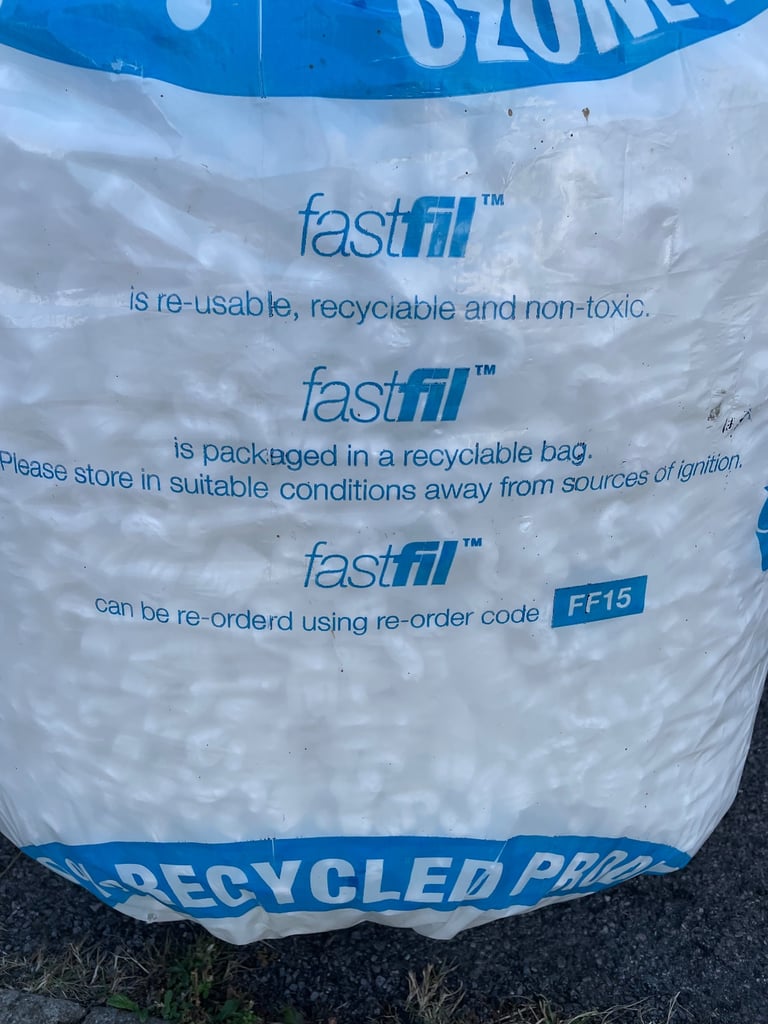 OZONE
fastfil™
is re-usable, recyclable and non-toxic.
fastfil™
is packaged in a recyclable bag.
Please store in suitable conditions away from sources of ignition.
fastfil™
can be re-orderd using re-order code FF15
% RECYCLED